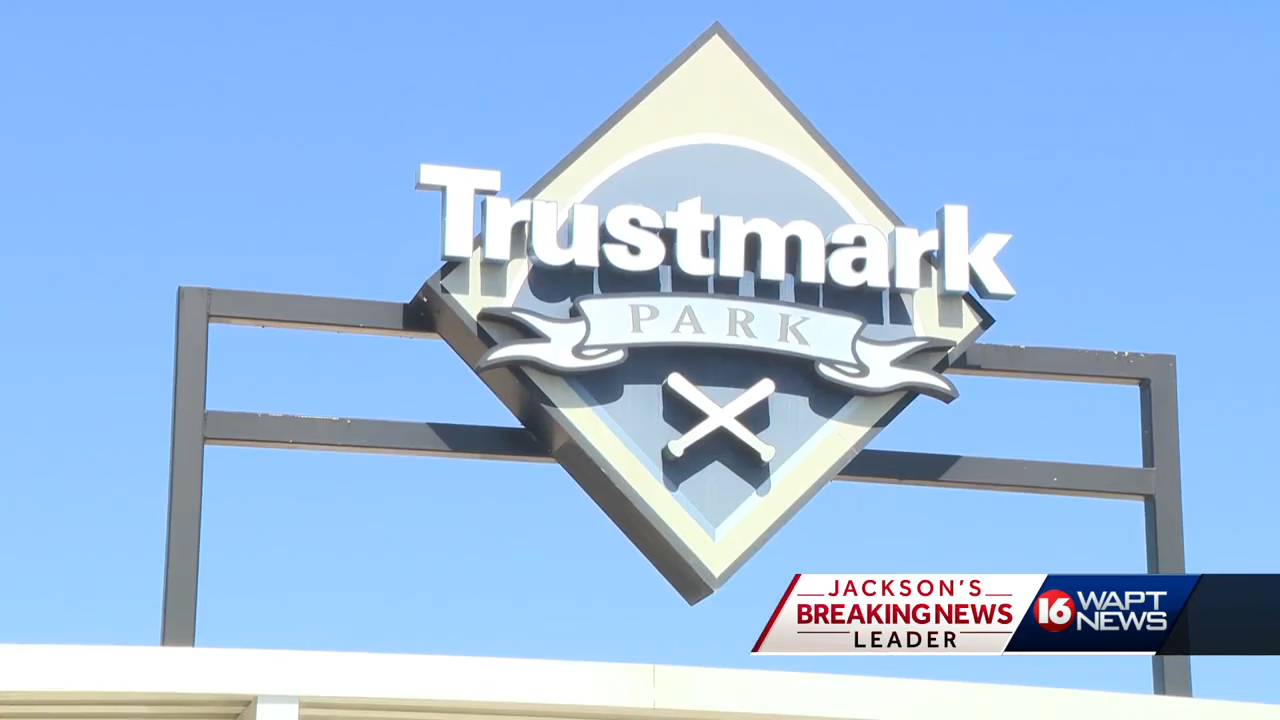 Trustmark
PARK
JACKSON'S
BREAKING NEWS
LEADER
16 WAPT
NEWS